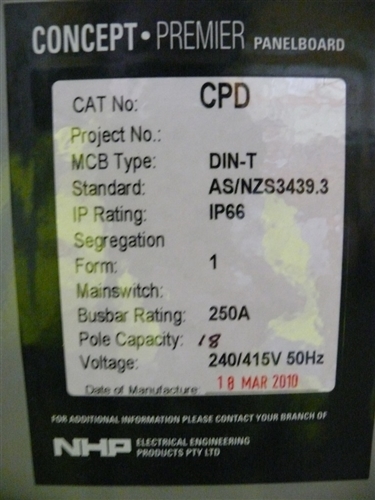 CONCEPT • PREMIER PANELBOARD
CAT No: CPD
Project No.:
MCB Type: DIN-T
Standard: AS/NZS3439.3
IP Rating: IP66
Segregation
Form: 1
Mainswitch:
Busbar Rating: 250A
Pole Capacity: 18
Voltage: 240/415V 50Hz
Date of Manufacture: 18 MAR 2010
FOR ADDITIONAL INFORMATION PLEASE CONTACT YOUR BRANCH OF
NHP ELECTRICAL ENGINEERING
PRODUCTS PTY LTD